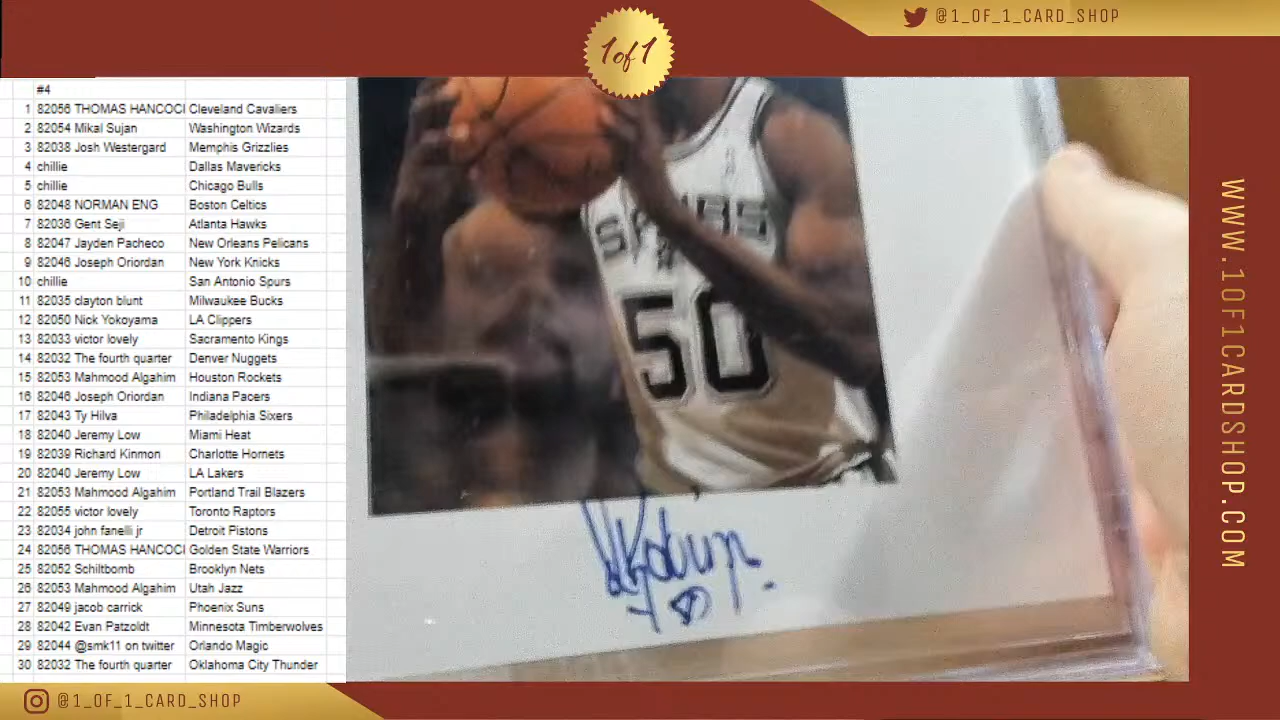 @1_OF_1_CARD_SHOP
1of1
#4
1 82056 THOMAS HANCOC Cleveland Cavaliers
2 82054 Mikal Sujan Washington Wizards
3 82038 Josh Westergard Memphis Grizzlies
4 chillie Dallas Mavericks
5 chillie Chicago Bulls
6 82048 NORMAN ENG Boston Celtics
7 82036 Gent Seji Atlanta Hawks
8 82047 Jayden Pacheco New Orleans Pelicans
9 82046 Joseph Oriordan New York Knicks
10 chillie San Antonio Spurs
11 82035 clayton blunt Milwaukee Bucks
12 82050 Nick Yokoyama LA Clippers
13 82033 victor lovely Sacramento Kings
14 82032 The fourth quarter Denver Nuggets
15 82053 Mahmood Algahim Houston Rockets
16 82046 Joseph Oriordan Indiana Pacers
17 82043 Ty Hilva Philadelphia Sixers
18 82040 Jeremy Low Miami Heat
19 82039 Richard Kinmon Charlotte Hornets
20 82040 Jeremy Low LA Lakers
21 82053 Mahmood Algahim Portland Trail Blazers
22 82055 victor lovely Toronto Raptors
23 82034 john fanelli jr Detroit Pistons
24 82056 THOMAS HANCOC Golden State Warriors
25 82052 Schiltbomb Brooklyn Nets
26 82053 Mahmood Algahim Utah Jazz
27 82049 jacob carrick Phoenix Suns
28 82042 Evan Patzoldt Minnesota Timberwolves
29 82044 @smk11 on twitter Orlando Magic
30 82032 The fourth quarter Oklahoma City Thunder
50
WWW.1OF1CARDSHOP.COM
@1_OF_1_CARD_SHOP